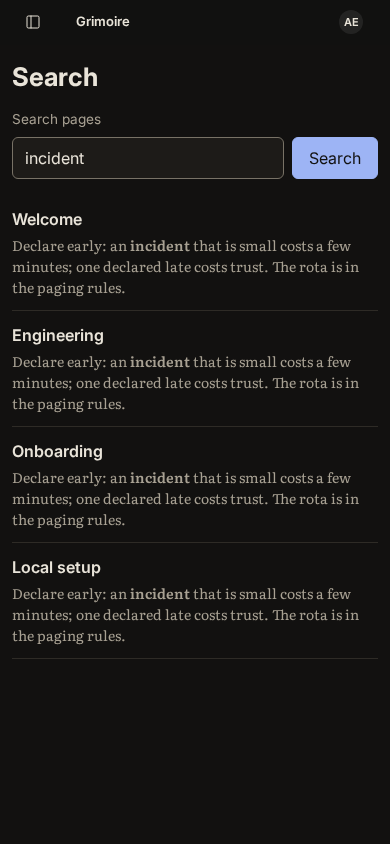 Grimoire
AE
Search
Search pages
incident
Search
Welcome
Declare early: an incident that is small costs a few
minutes; one declared late costs trust. The rota is in
the paging rules.
Engineering
Declare early: an incident that is small costs a few
minutes; one declared late costs trust. The rota is in
the paging rules.
Onboarding
Declare early: an incident that is small costs a few
minutes; one declared late costs trust. The rota is in
the paging rules.
Local setup
Declare early: an incident that is small costs a few
minutes; one declared late costs trust. The rota is in
the paging rules.